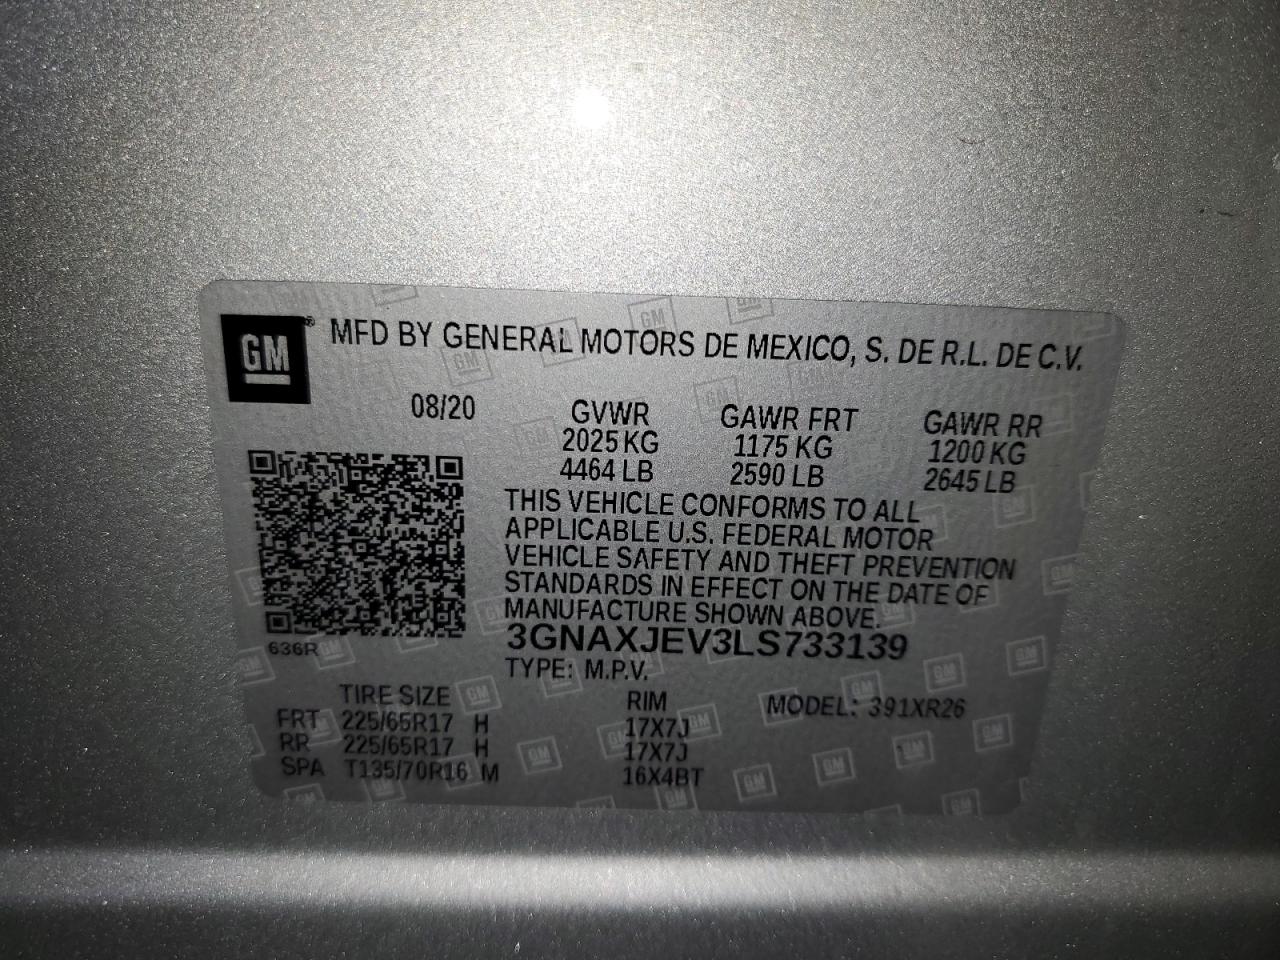 GM ® MFD BY GENERAL MOTORS DE MEXICO, S. DE R.L. DE C.V.
08/20 GVWR GAWR FRT GAWR RR
2025 KG 1175 KG 1200 KG
4464 LB 2590 LB 2645 LB
THIS VEHICLE CONFORMS TO ALL
APPLICABLE U.S. FEDERAL MOTOR
VEHICLE SAFETY AND THEFT PREVENTION
STANDARDS IN EFFECT ON THE DATE OF
MANUFACTURE SHOWN ABOVE.
636R 3GNAXJEV3LS733139
TYPE: M.P.V.
TIRE SIZE RIM MODEL: 391XR26
FRT 225/65R17 H 17X7J
RR 225/65R17 H 17X7J
SPA T135/70R16 M 16X4BT